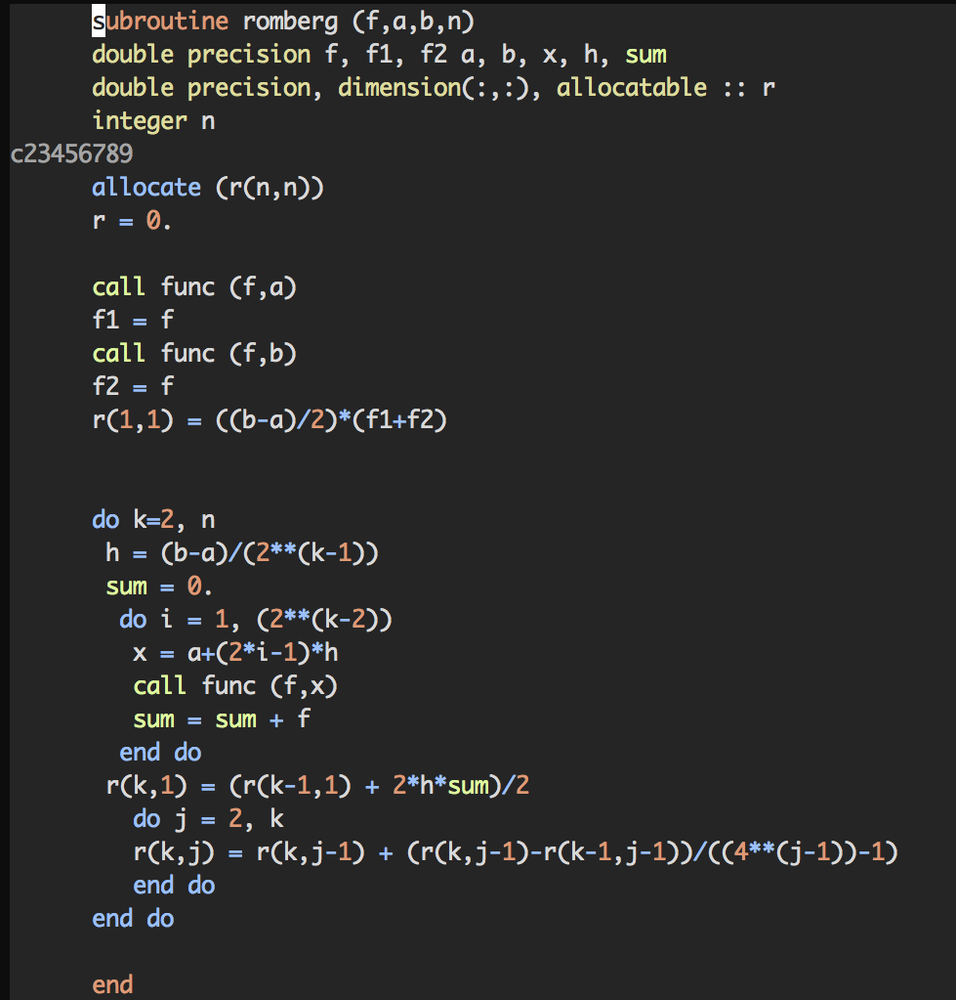 subroutine romberg (f,a,b,n)
double precision f, f1, f2 a, b, x, h, sum
double precision, dimension(:,:), allocatable :: r
integer n
c23456789
allocate (r(n,n))
r = 0.
call func (f,a)
f1 = f
call func (f,b)
f2 = f
r(1,1) = ((b-a)/2)*(f1+f2)
do k=2, n
h = (b-a)/(2**(k-1))
sum = 0.
do i = 1, (2**(k-2))
x = a+(2*i-1)*h
call func (f,x)
sum = sum + f
end do
r(k,1) = (r(k-1,1) + 2*h*sum)/2
do j = 2, k
r(k,j) = r(k,j-1) + (r(k,j-1)-r(k-1,j-1))/((4**(j-1))-1)
end do
end do
end